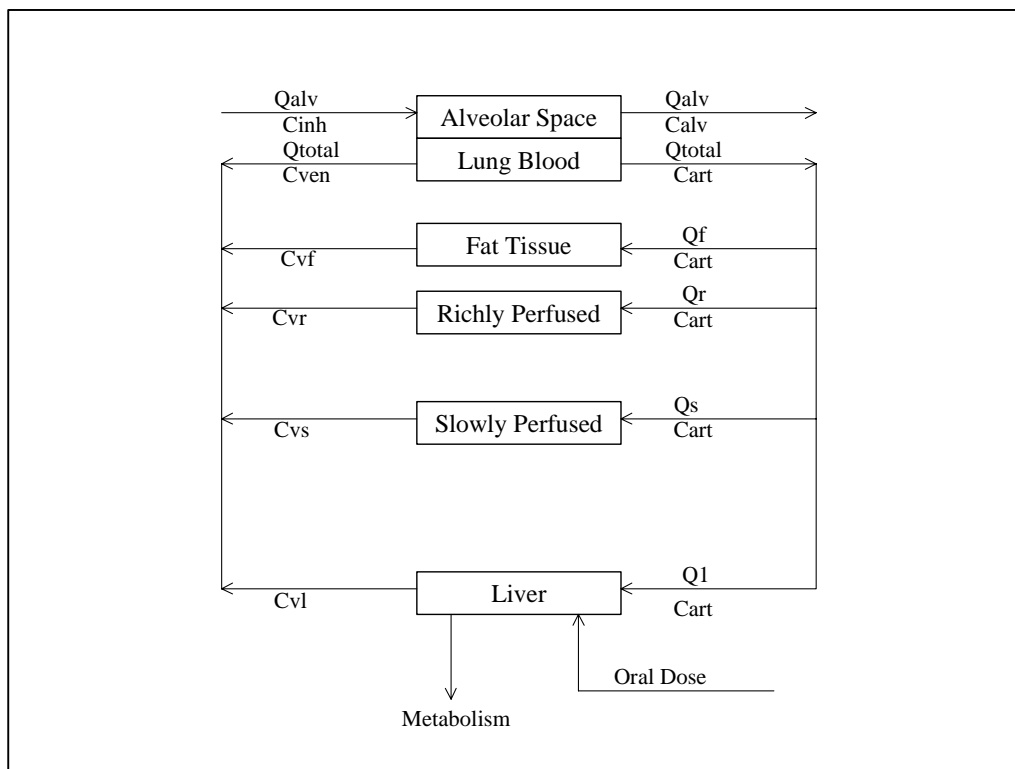 Qalv
Cinh
Alveolar Space
Qalv
Calv
Qtotal
Cven
Lung Blood
Qtotal
Cart
Cvf
Fat Tissue
Qf
Cart
Cvr
Richly Perfused
Qr
Cart
Cvs
Slowly Perfused
Qs
Cart
Cvl
Liver
Q1
Cart
Oral Dose
Metabolism